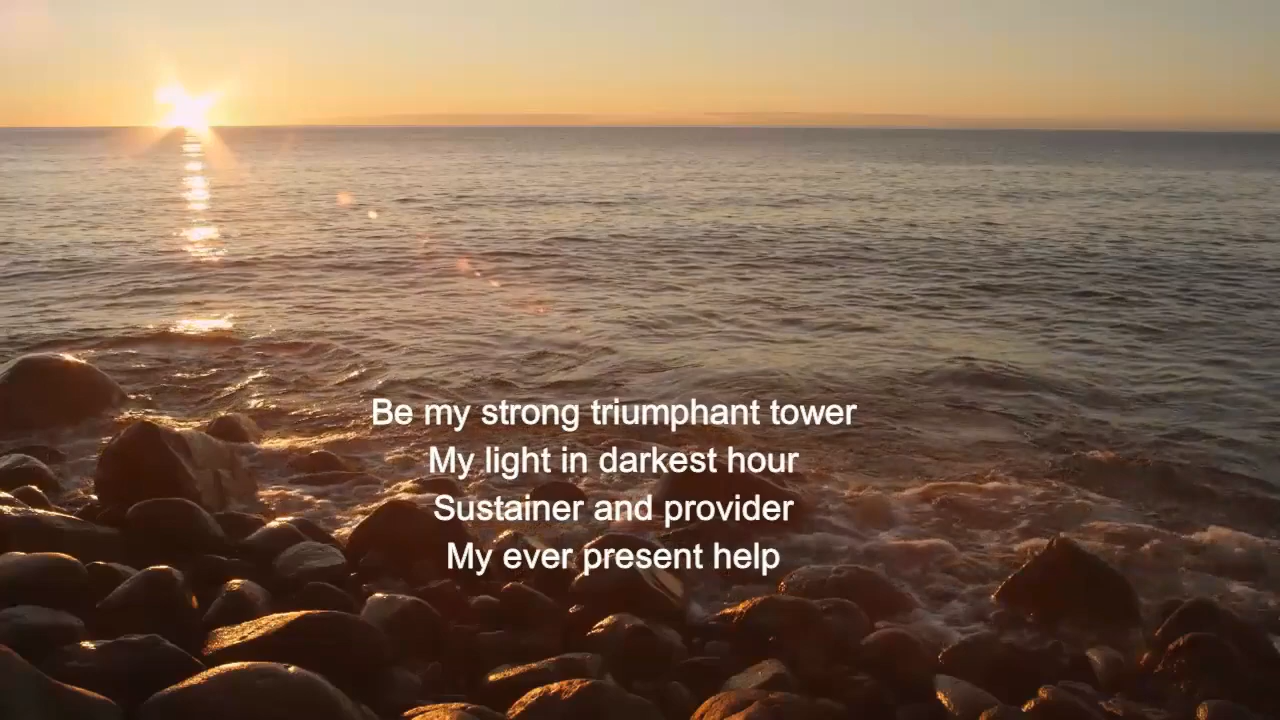 Be my strong triumphant tower
My light in darkest hour
Sustainer and provider
My ever present help